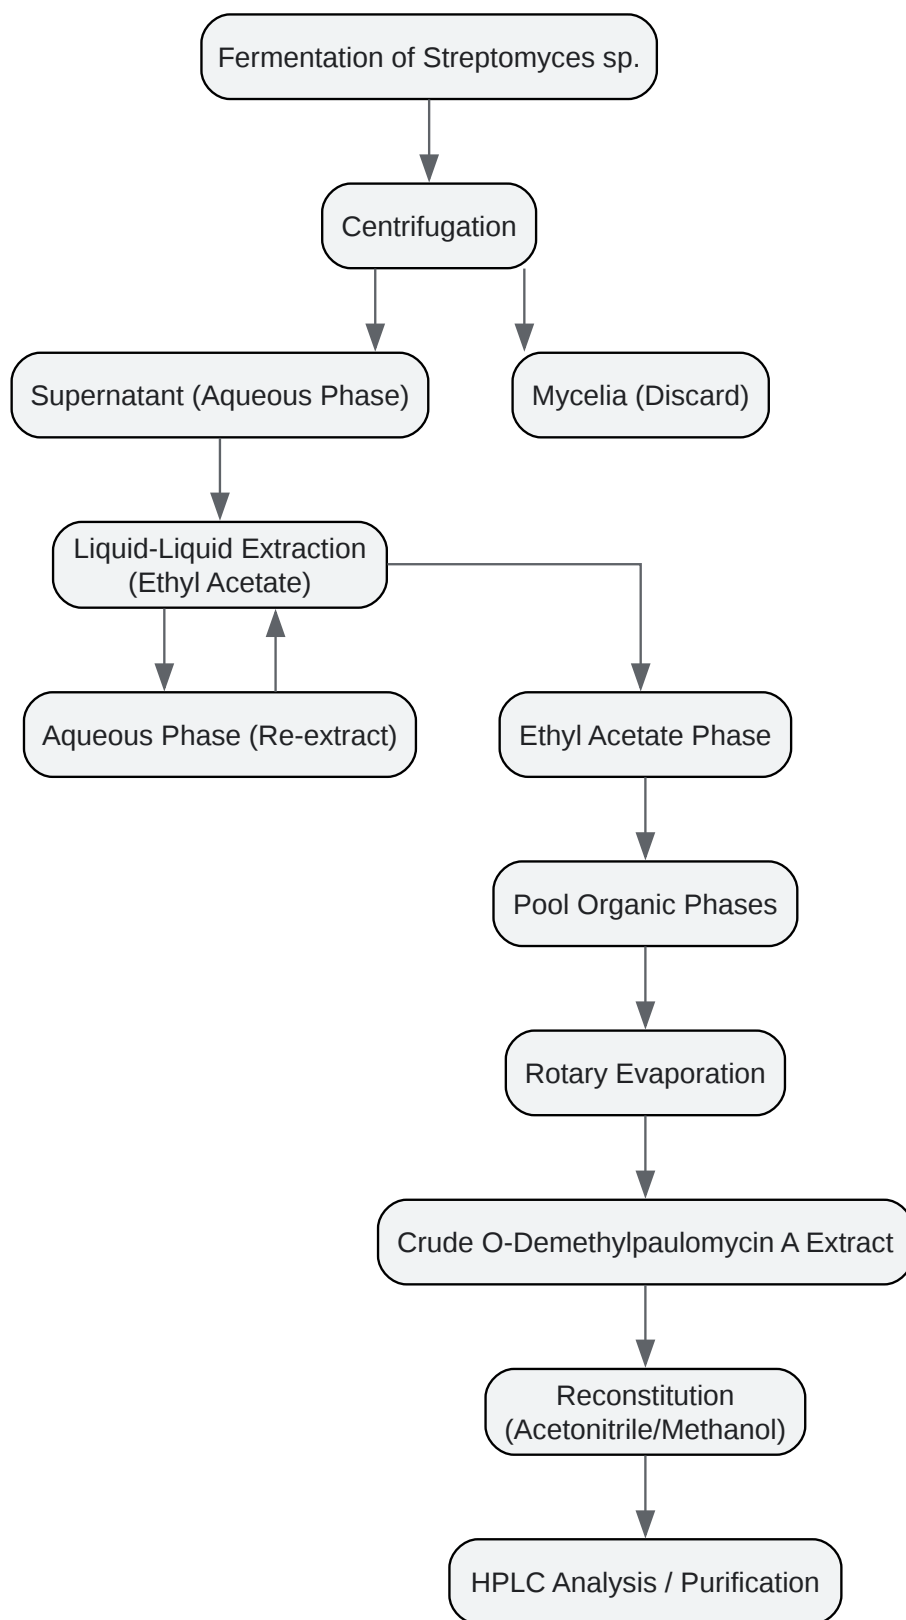 Fermentation of Streptomyces sp.
Centrifugation
Supernatant (Aqueous Phase)
Mycelia (Discard)
Liquid-Liquid Extraction
(Ethyl Acetate)
Aqueous Phase (Re-extract)
Ethyl Acetate Phase
Pool Organic Phases
Rotary Evaporation
Crude O-Demethylpaulomycin A Extract
Reconstitution
(Acetonitrile/Methanol)
HPLC Analysis / Purification